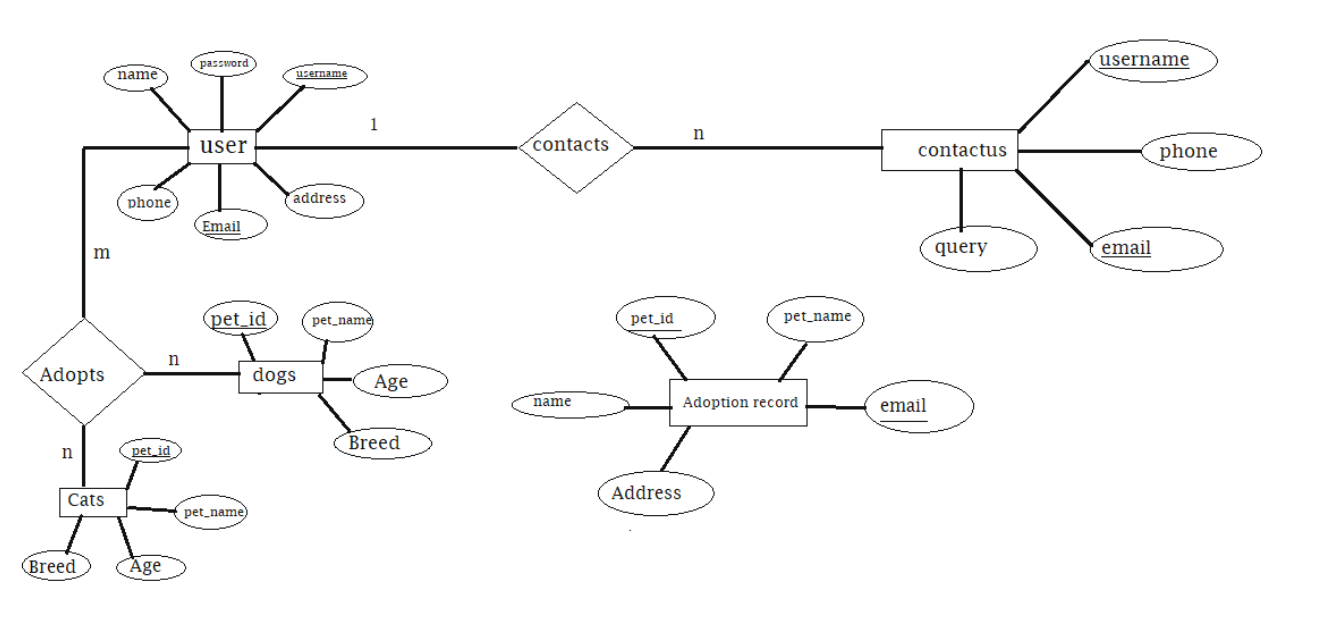 name
password
username
user
phone
Email
address
1
contacts
n
contactus
username
phone
email
query
m
Adopts
n
dogs
pet_id
pet_name
Age
Breed
n
Cats
pet_id
pet_name
Age
Breed
Adoption record
pet_id
pet_name
name
email
Address